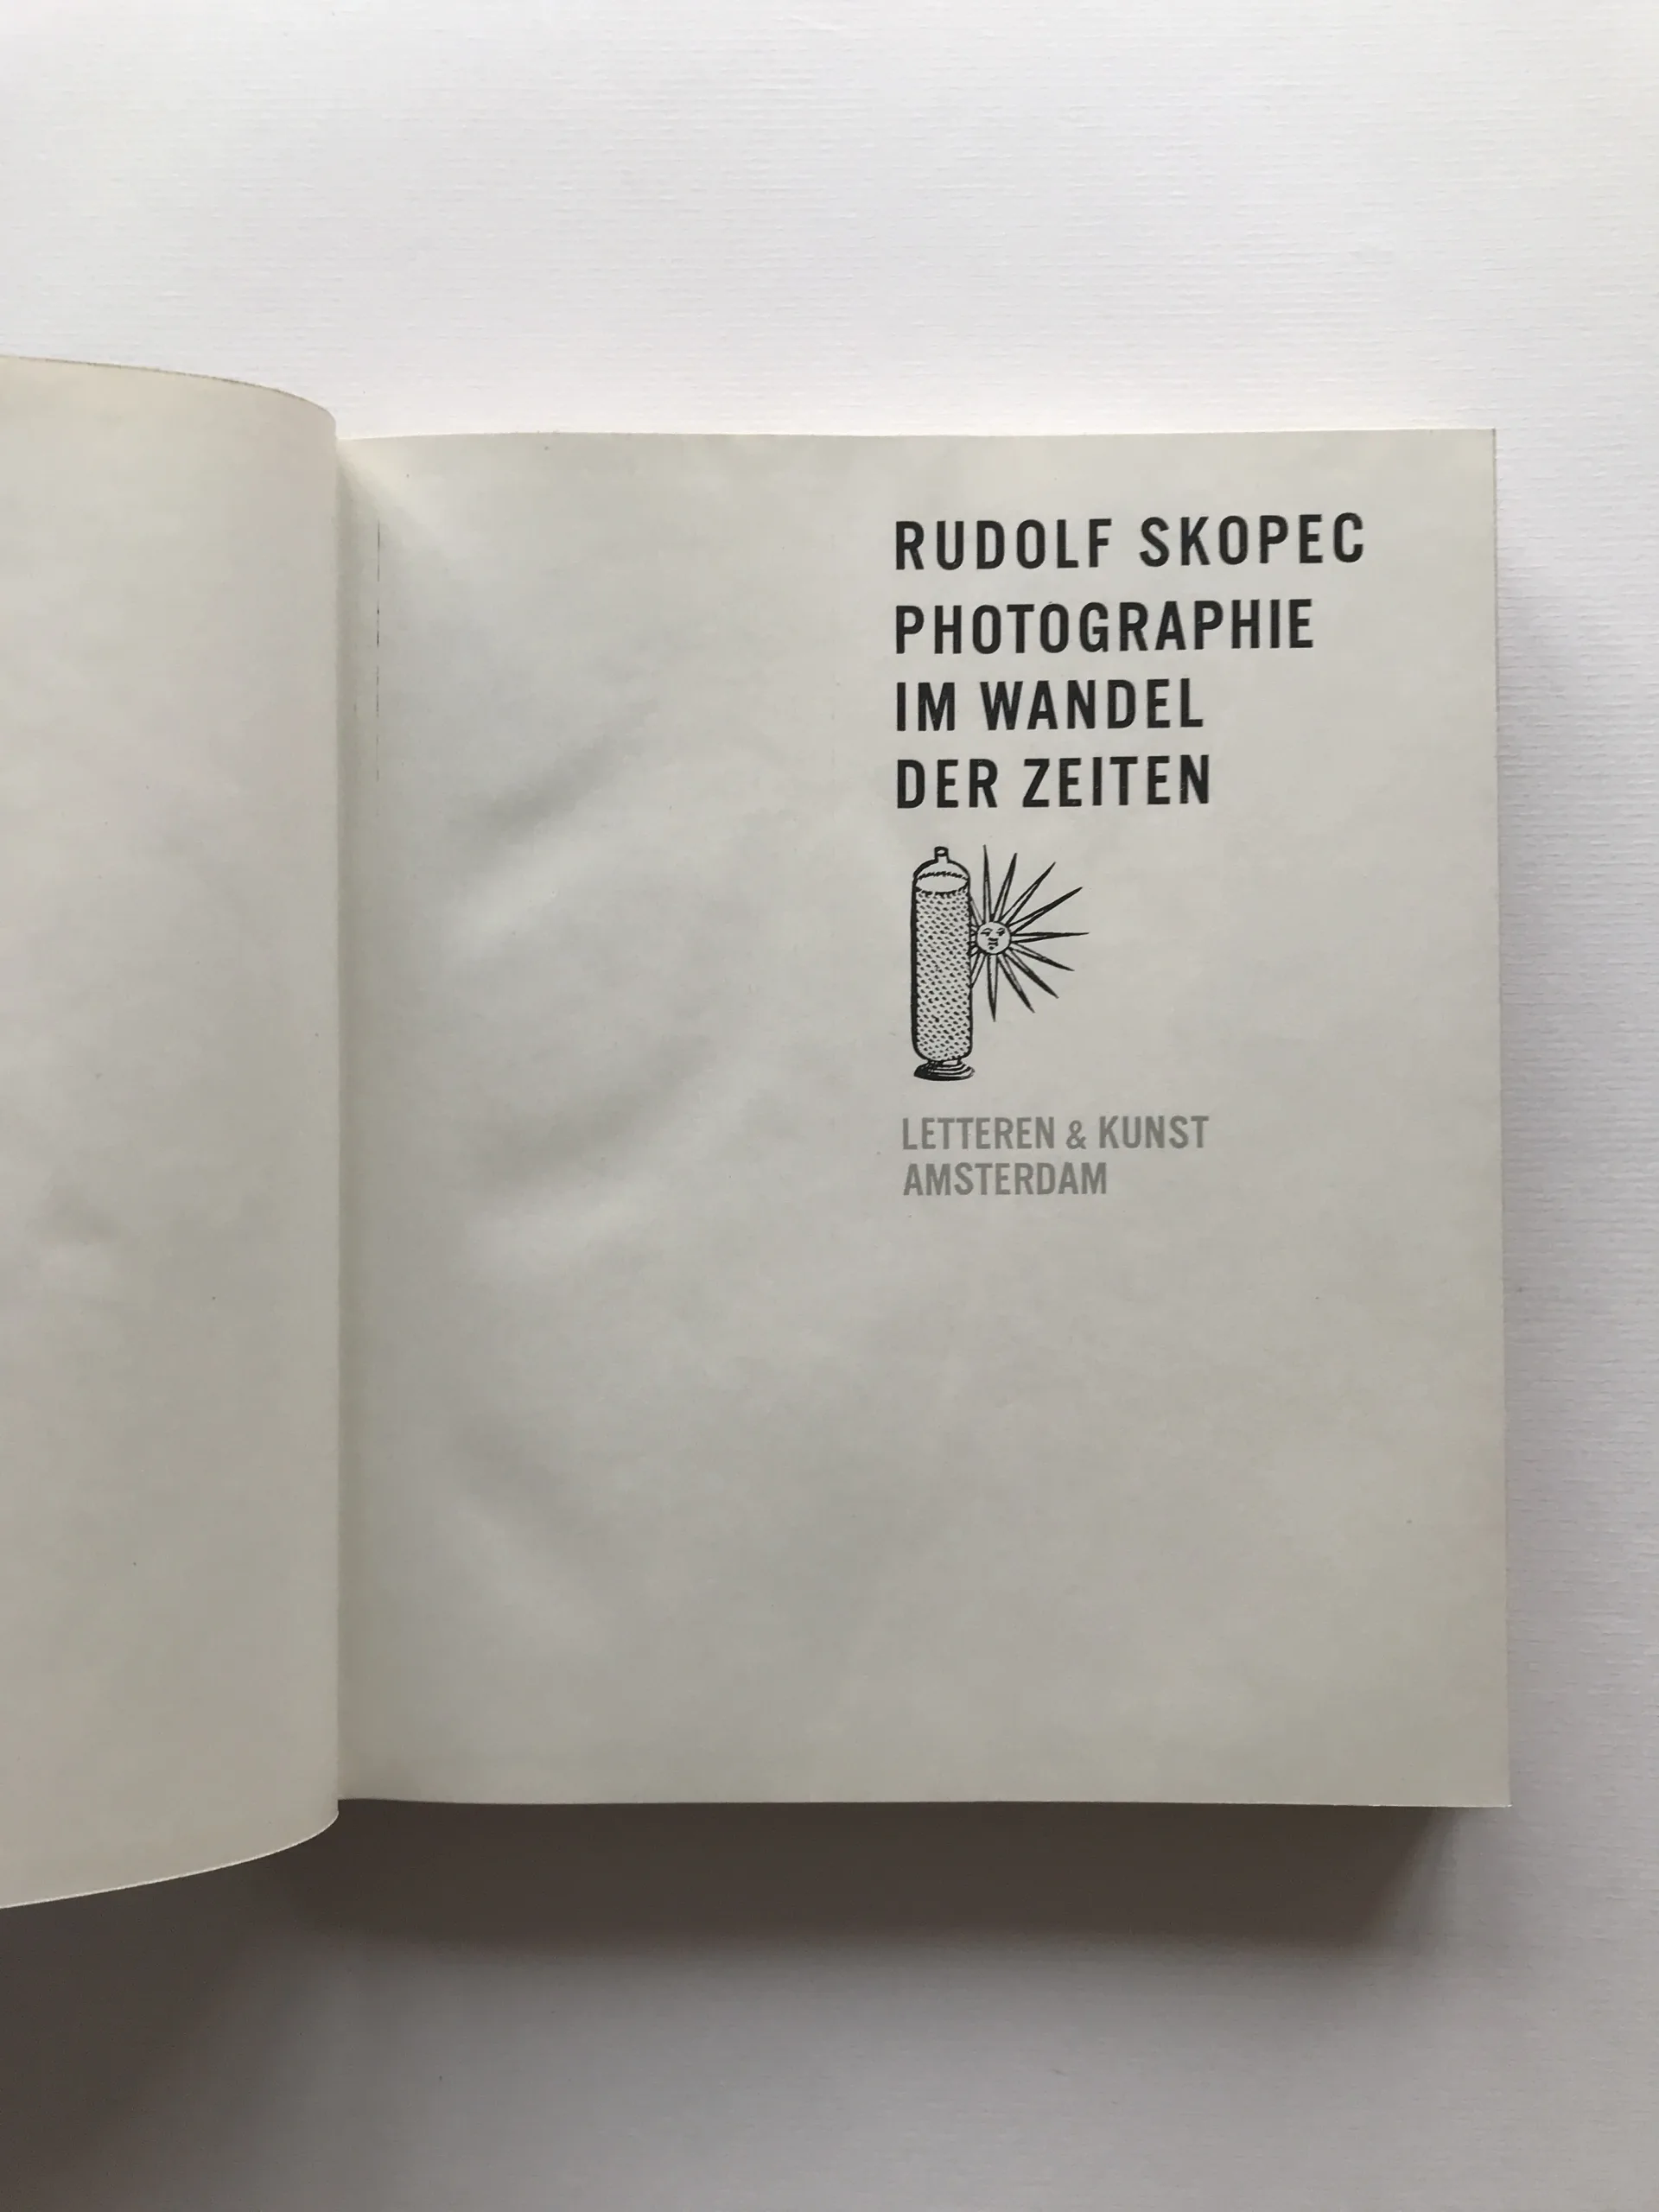 RUDOLF SKOPEC
PHOTOGRAPHIE
IM WANDEL
DER ZEITEN
LETTEREN & KUNST
AMSTERDAM